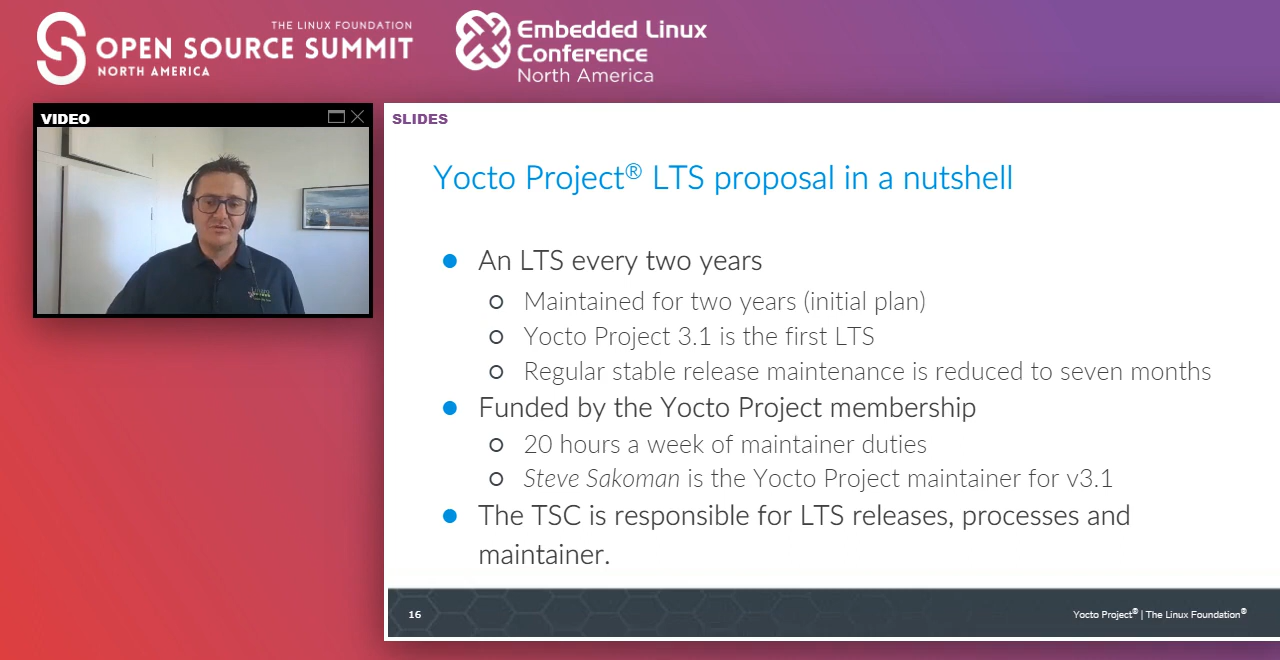 THE LINUX FOUNDATION
OPEN SOURCE SUMMIT
NORTH AMERICA
Embedded Linux
Conference
North America
VIDEO
SLIDES
Yocto Project® LTS proposal in a nutshell
An LTS every two years
Maintained for two years (initial plan)
Yocto Project 3.1 is the first LTS
Regular stable release maintenance is reduced to seven months
Funded by the Yocto Project membership
20 hours a week of maintainer duties
Steve Sakoman is the Yocto Project maintainer for v3.1
The TSC is responsible for LTS releases, processes and
maintainer.
16
Yocto Project® | The Linux Foundation®